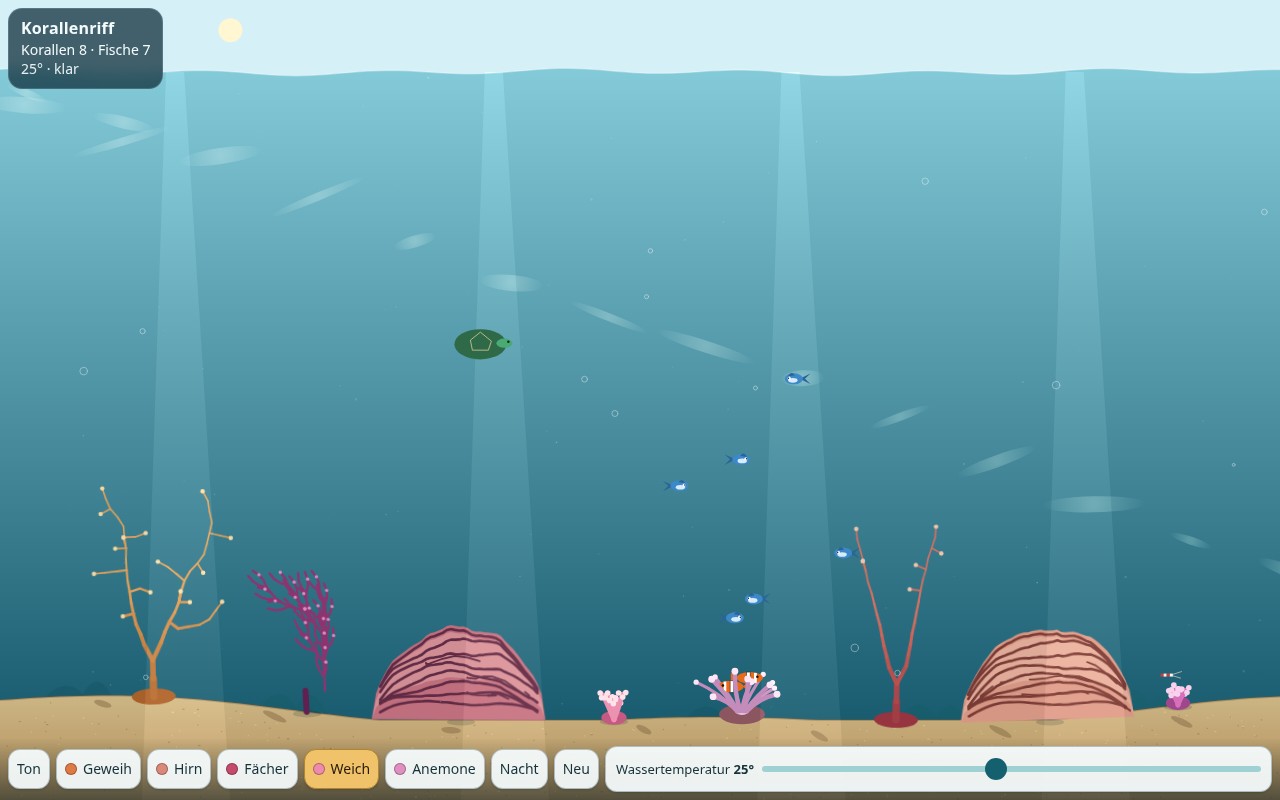 Korallenriff
Korallen 8 · Fische 7
25° · klar
Ton
Geweih
Hirn
Fächer
Weich
Anemone
Nacht
Neu
Wassertemperatur 25°